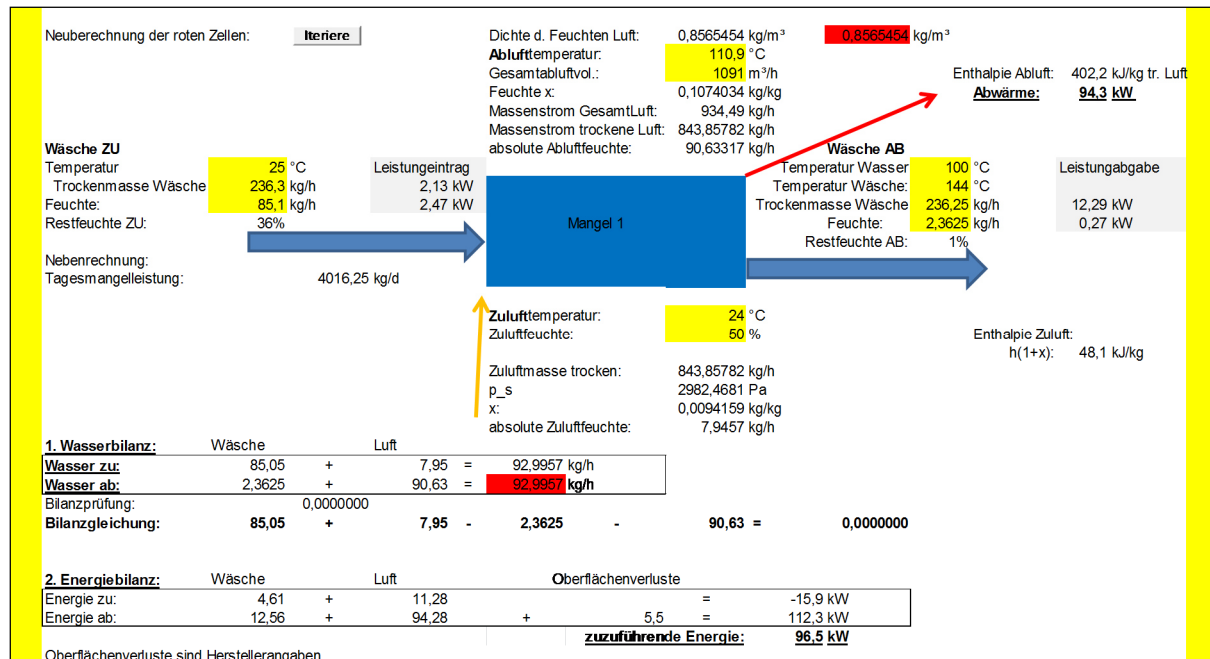 Neuberechnung der roten Zellen: Iteriere Dichte d. Feuchten Luft: 0,8565454 kg/m³ 0,8565454 kg/m³
Ablufttemperatur: 110,9 °C
Gesamtabluftvol.: 1091 m³/h Enthalpie Abluft: 402,2 kJ/kg tr. Luft
Feuchte x: 0,1074034 kg/kg Abwärme: 94,3 kW
Massenstrom GesamtLuft: 934,49 kg/h
Massenstrom trockene Luft: 843,85782 kg/h
Wäsche ZU absolute Abluftfeuchte: 90,63317 kg/h Wäsche AB
Temperatur 25 °C Leistungeintrag Temperatur Wasser 100 °C Leistungabgabe
Trockenmasse Wäsche 236,3 kg/h 2,13 kW Temperatur Wäsche: 144 °C
Feuchte: 85,1 kg/h 2,47 kW Trockenmasse Wäsche 236,25 kg/h 12,29 kW
Restfeuchte ZU: 36% Mangel 1 Feuchte: 2,3625 kg/h 0,27 kW
Restfeuchte AB: 1%
Nebenrechnung:
Tagesmangelleistung: 4016,25 kg/d
Zulufttemperatur: 24 °C
Zuluftfeuchte: 50 % Enthalpie Zuluft:
h(1+x): 48,1 kJ/kg
Zuluftmasse trocken: 843,85782 kg/h
p_s 2982,4681 Pa
x: 0,0094159 kg/kg
absolute Zuluftfeuchte: 7,9457 kg/h
1. Wasserbilanz: Wäsche Luft
Wasser zu: 85,05 + 7,95 = 92,9957 kg/h
Wasser ab: 2,3625 + 90,63 = 92,9957 kg/h
Bilanzprüfung: 0,0000000
Bilanzgleichung: 85,05 + 7,95 - 2,3625 - 90,63 = 0,0000000
2. Energiebilanz: Wäsche Luft Oberflächenverluste
Energie zu: 4,61 + 11,28 = -15,9 kW
Energie ab: 12,56 + 94,28 + 5,5 = 112,3 kW
zuzuführende Energie: 96,5 kW
Oberflächenverluste sind Herstellerangaben